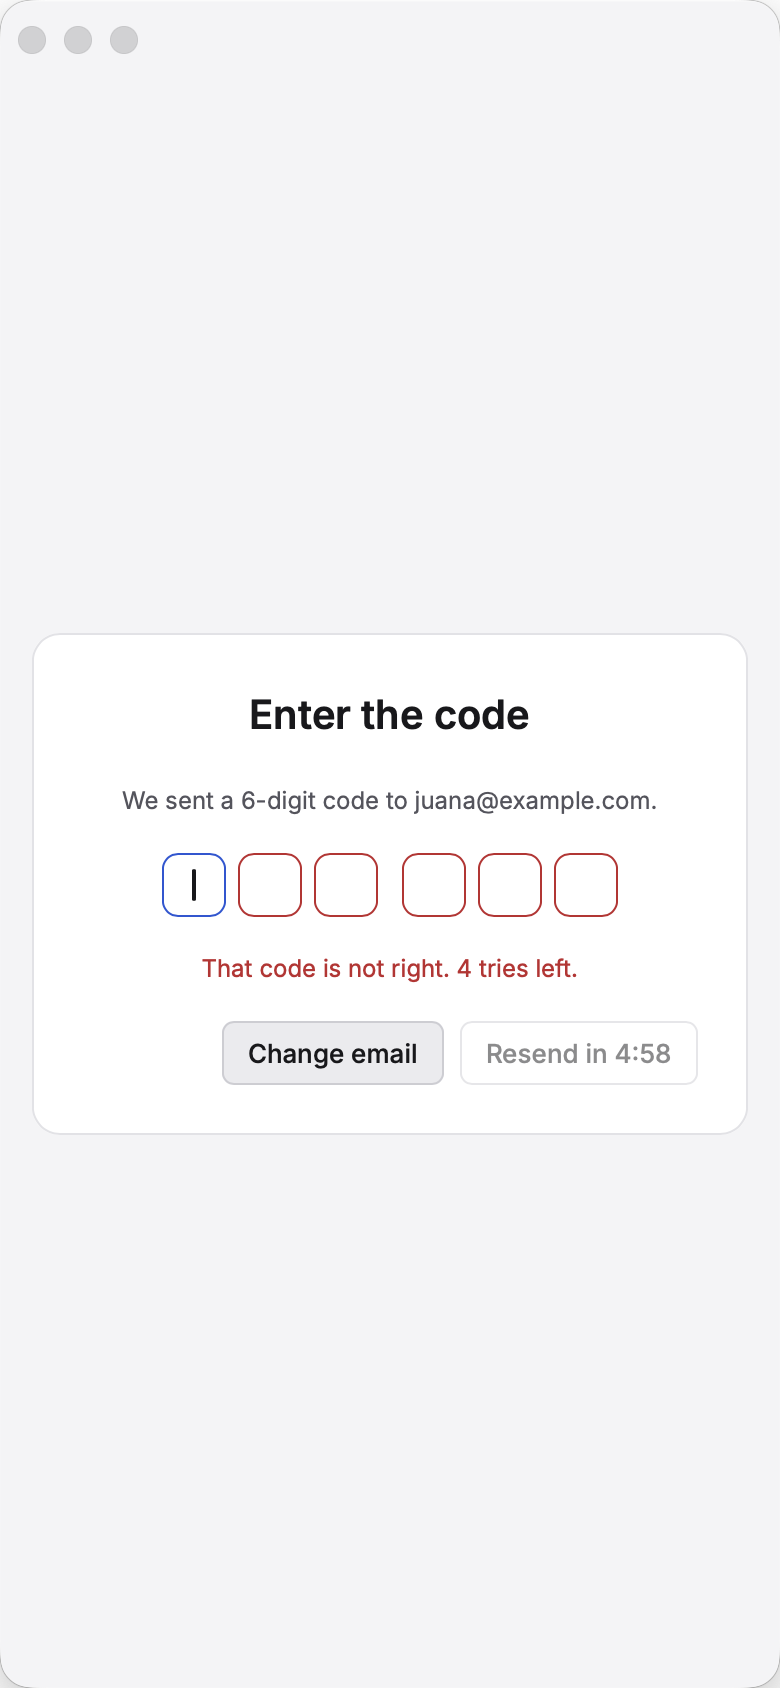 Enter the code
We sent a 6-digit code to juana@example.com.
That code is not right. 4 tries left.
Change email
Resend in 4:58